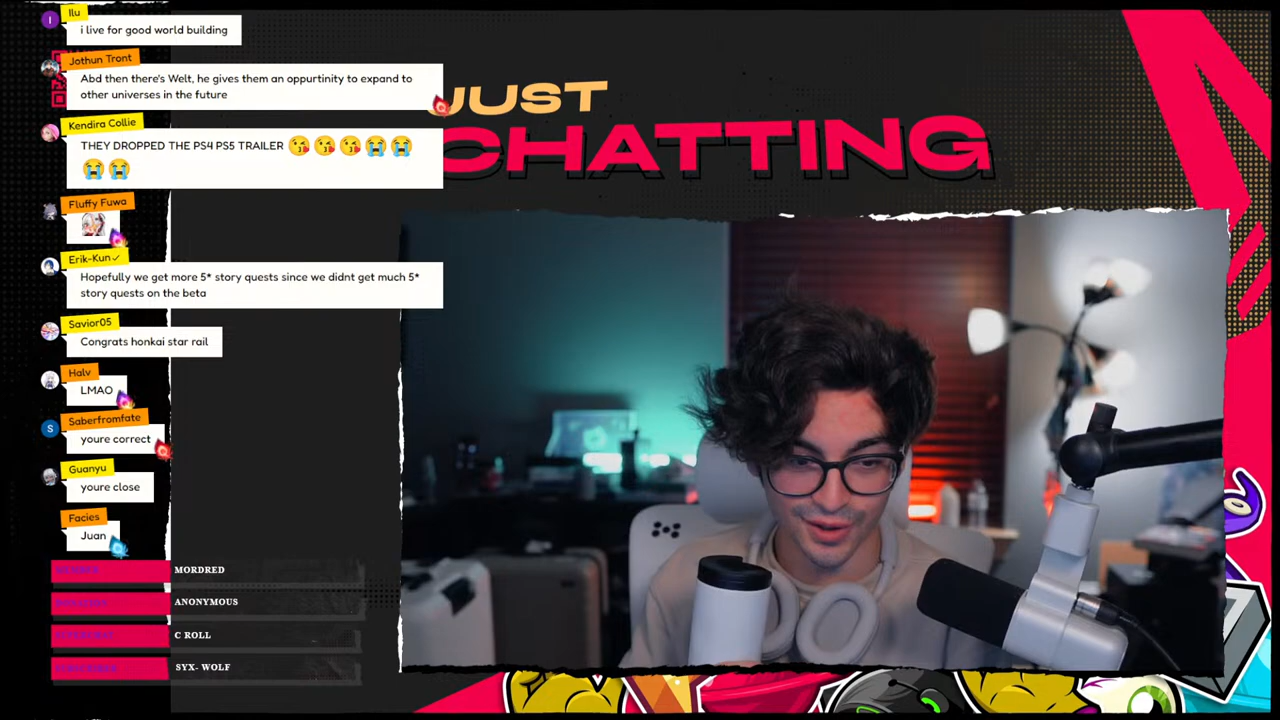 Ilu
i live for good world building
Jothun Tront
Abd then there's Welt, he gives them an oppurtinity to expand to
other universes in the future
Kendira Collie
THEY DROPPED THE PS4 PS5 TRAILER 😘😘😘😭😭
😭😭
Fluffy Fuwa
Erik-Kun✓
Hopefully we get more 5* story quests since we didnt get much 5*
story quests on the beta
Savior05
Congrats honkai star rail
Halv
LMAO
Saberfromfate
youre correct
Guanyu
youre close
Facies
Juan
MORDRED
ANONYMOUS
C ROLL
SYX- WOLF
JUST
CHATTING